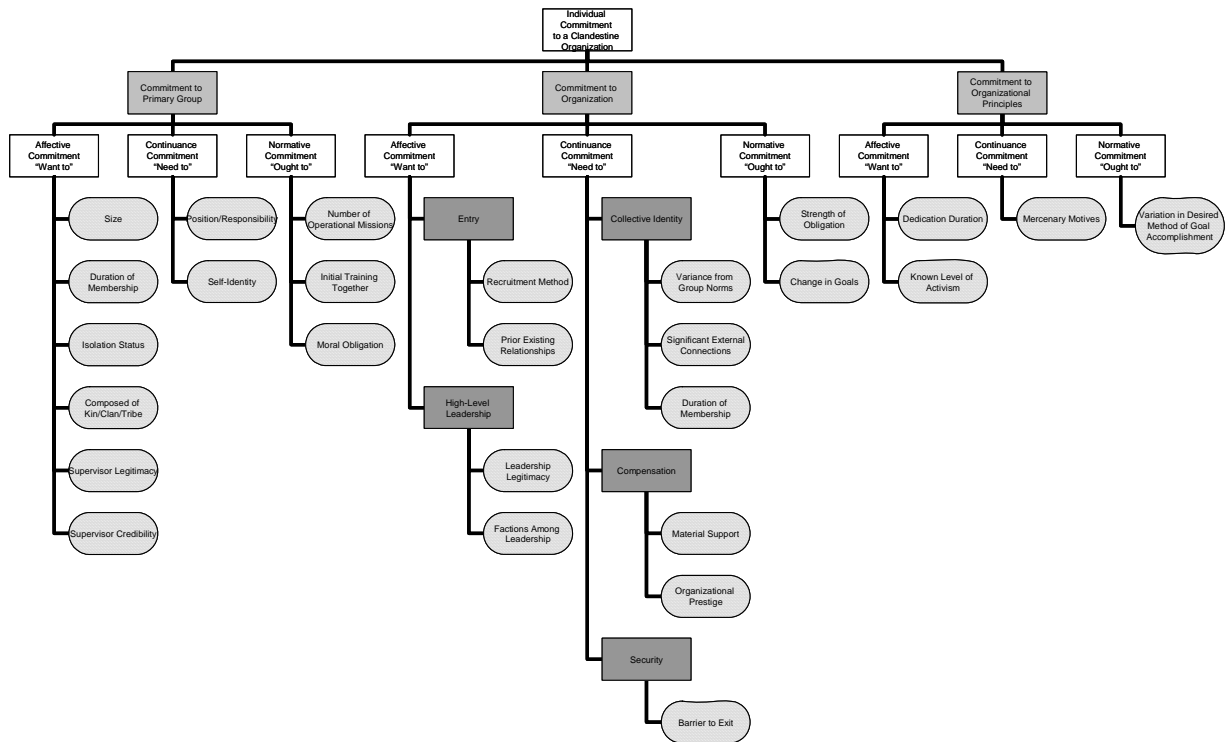 Individual
Commitment
to a Clandestine
Organization
Commitment to
Primary Group
Commitment to
Organization
Commitment to
Organizational
Principles
Affective
Commitment
“Want to”
Continuance
Commitment
“Need to”
Normative
Commitment
“Ought to”
Affective
Commitment
“Want to”
Continuance
Commitment
“Need to”
Normative
Commitment
“Ought to”
Affective
Commitment
“Want to”
Continuance
Commitment
“Need to”
Normative
Commitment
“Ought to”
Size
Duration of
Membership
Isolation Status
Composed of
Kin/Clan/Tribe
Supervisor Legitimacy
Supervisor Credibility
Position/Responsibility
Self-Identity
Number of
Operational Missions
Initial Training
Together
Moral Obligation
Entry
Recruitment Method
Prior Existing
Relationships
High-Level
Leadership
Leadership
Legitimacy
Factions Among
Leadership
Collective Identity
Variance from
Group Norms
Significant External
Connections
Duration of
Membership
Compensation
Material Support
Organizational
Prestige
Security
Barrier to Exit
Strength of
Obligation
Change in Goals
Dedication Duration
Known Level of
Activism
Mercenary Motives
Variation in Desired
Method of Goal
Accomplishment